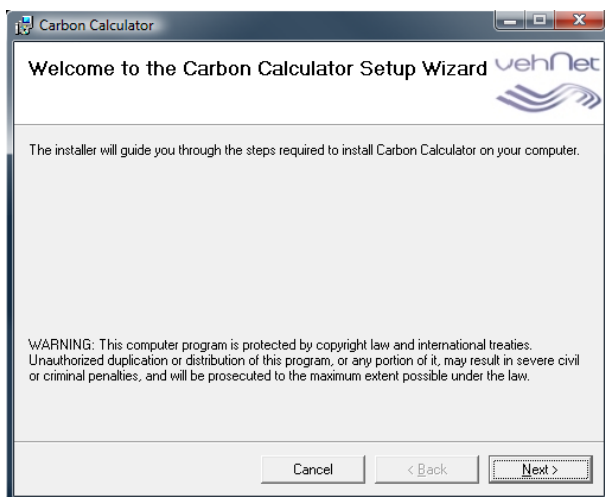 Carbon Calculator
Welcome to the Carbon Calculator Setup Wizard
vehnet
The installer will guide you through the steps required to install Carbon Calculator on your computer.
WARNING: This computer program is protected by copyright law and international treaties.
Unauthorized duplication or distribution of this program, or any portion of it, may result in severe civil
or criminal penalties, and will be prosecuted to the maximum extent possible under the law.
Cancel
< Back
Next >